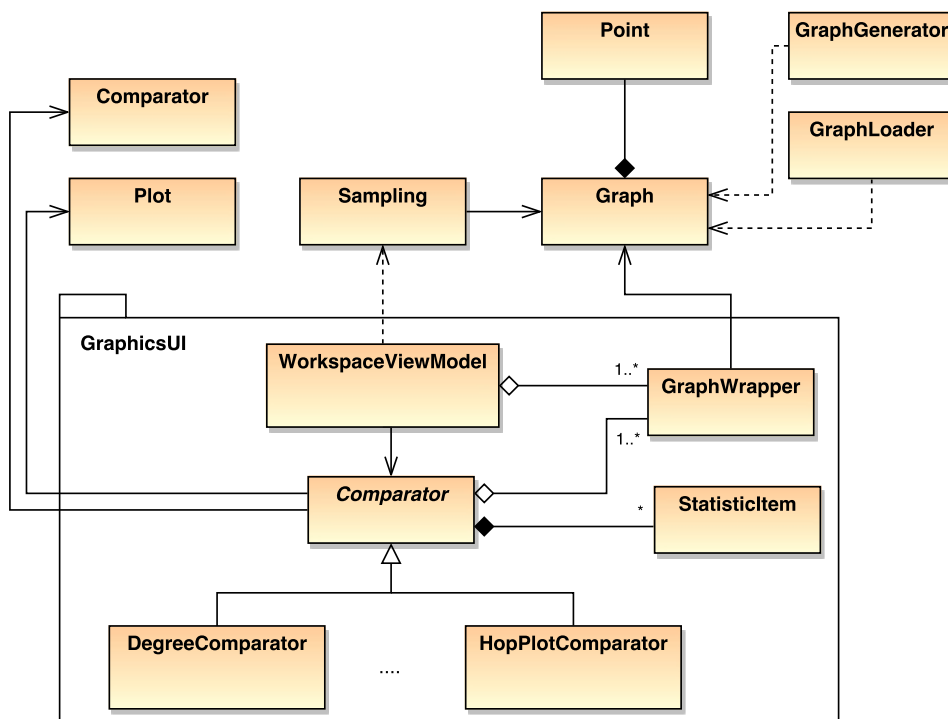 Point
GraphGenerator
Comparator
GraphLoader
Plot
Sampling
Graph
GraphicsUI
WorkspaceViewModel
1..*
GraphWrapper
1..*
Comparator
*
StatisticItem
DegreeComparator
....
HopPlotComparator